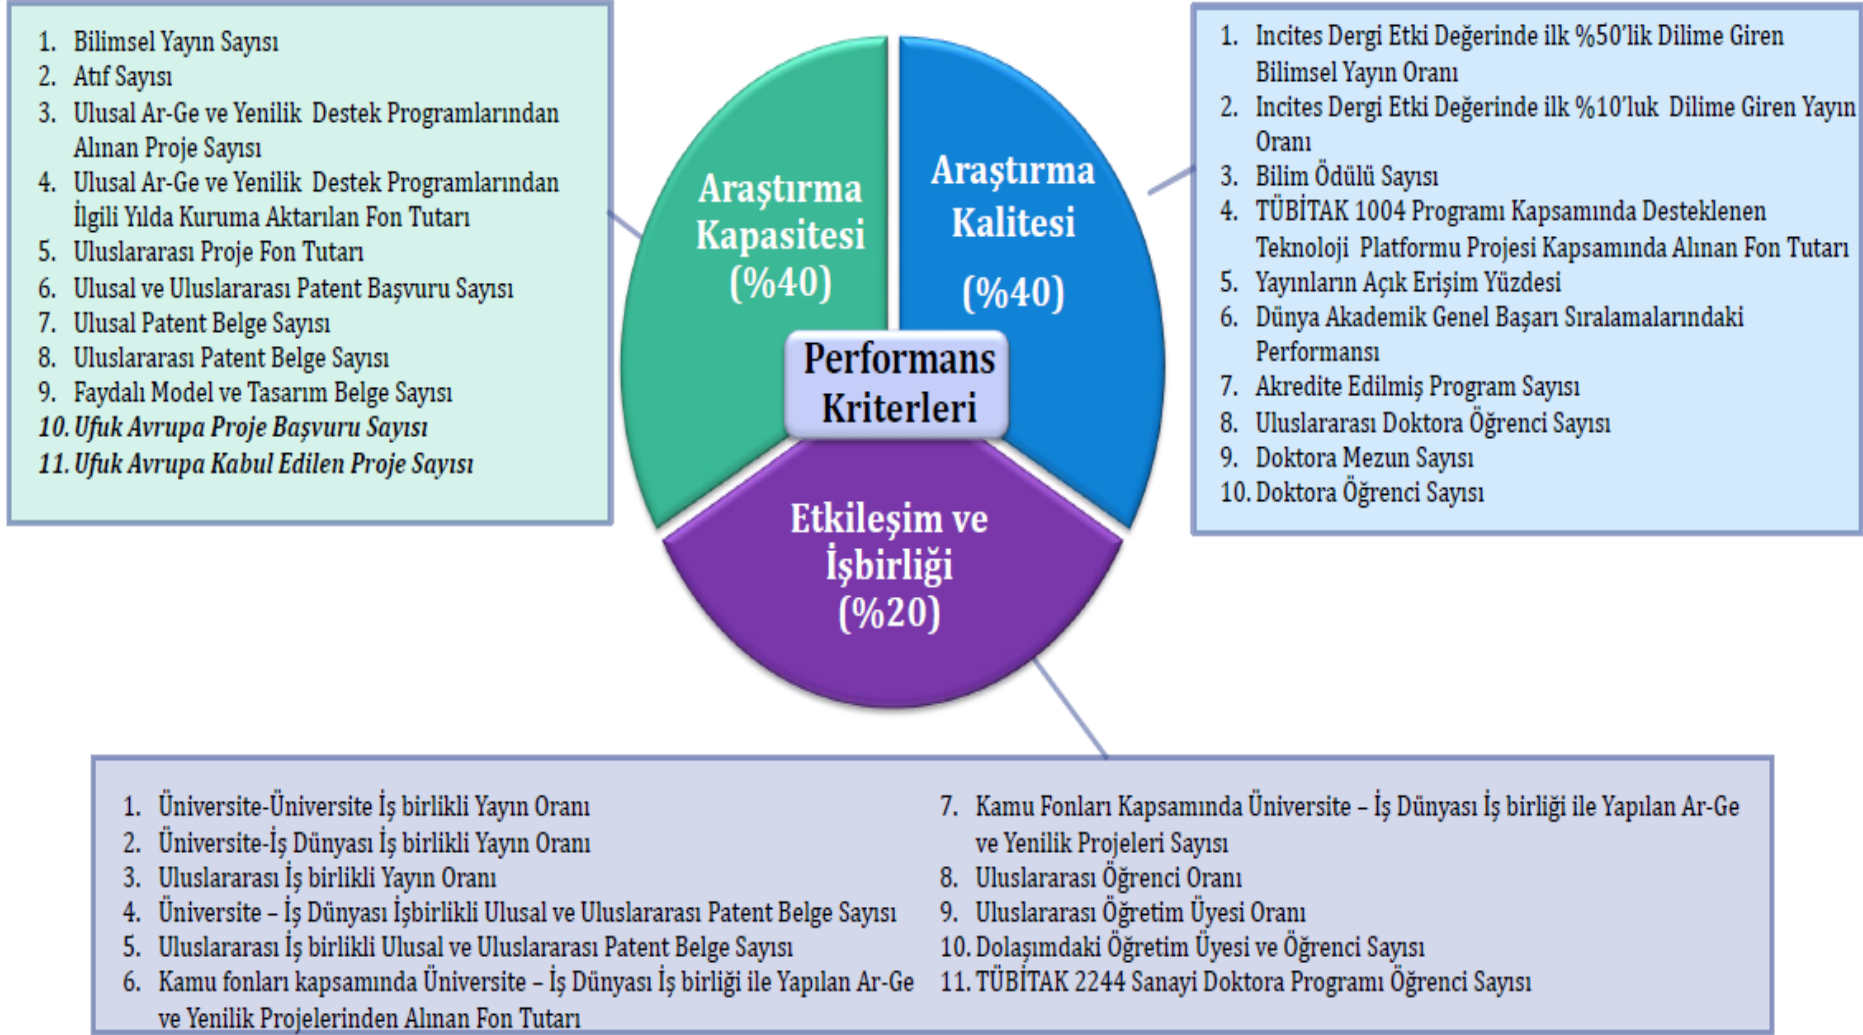 1. Bilimsel Yayın Sayısı
2. Atıf Sayısı
3. Ulusal Ar-Ge ve Yenilik Destek Programlarından
Alınan Proje Sayısı
4. Ulusal Ar-Ge ve Yenilik Destek Programlarından
İlgili Yılda Kuruma Aktarılan Fon Tutarı
5. Uluslararası Proje Fon Tutarı
6. Ulusal ve Uluslararası Patent Başvuru Sayısı
7. Ulusal Patent Belge Sayısı
8. Uluslararası Patent Belge Sayısı
9. Faydalı Model ve Tasarım Belge Sayısı
10. Ufuk Avrupa Proje Başvuru Sayısı
11. Ufuk Avrupa Kabul Edilen Proje Sayısı
Araştırma
Kapasitesi
(%40)
Araştırma
Kalitesi
(%40)
Performans
Kriterleri
Etkileşim ve
İşbirliği
(%20)
1. Incites Dergi Etki Değerinde ilk %50'lik Dilime Giren
Bilimsel Yayın Oranı
2. Incites Dergi Etki Değerinde ilk %10'luk Dilime Giren Yayın
Oranı
3. Bilim Ödülü Sayısı
4. TÜBİTAK 1004 Programı Kapsamında Desteklenen
Teknoloji Platformu Projesi Kapsamında Alınan Fon Tutarı
5. Yayınların Açık Erişim Yüzdesi
6. Dünya Akademik Genel Başarı Sıralamalarındaki
Performansı
7. Akredite Edilmiş Program Sayısı
8. Uluslararası Doktora Öğrenci Sayısı
9. Doktora Mezun Sayısı
10. Doktora Öğrenci Sayısı
1. Üniversite-Üniversite İş birlikli Yayın Oranı
2. Üniversite-İş Dünyası İş birlikli Yayın Oranı
3. Uluslararası İş birlikli Yayın Oranı
4. Üniversite – İş Dünyası İşbirlikli Ulusal ve Uluslararası Patent Belge Sayısı
5. Uluslararası İş birlikli Ulusal ve Uluslararası Patent Belge Sayısı
6. Kamu fonları kapsamında Üniversite – İş Dünyası İş birliği ile Yapılan Ar-Ge
ve Yenilik Projelerinden Alınan Fon Tutarı
7. Kamu Fonları Kapsamında Üniversite – İş Dünyası İş birliği ile Yapılan Ar-Ge
ve Yenilik Projeleri Sayısı
8. Uluslararası Öğrenci Oranı
9. Uluslararası Öğretim Üyesi Oranı
10. Dolaşımdaki Öğretim Üyesi ve Öğrenci Sayısı
11. TÜBİTAK 2244 Sanayi Doktora Programı Öğrenci Sayısı